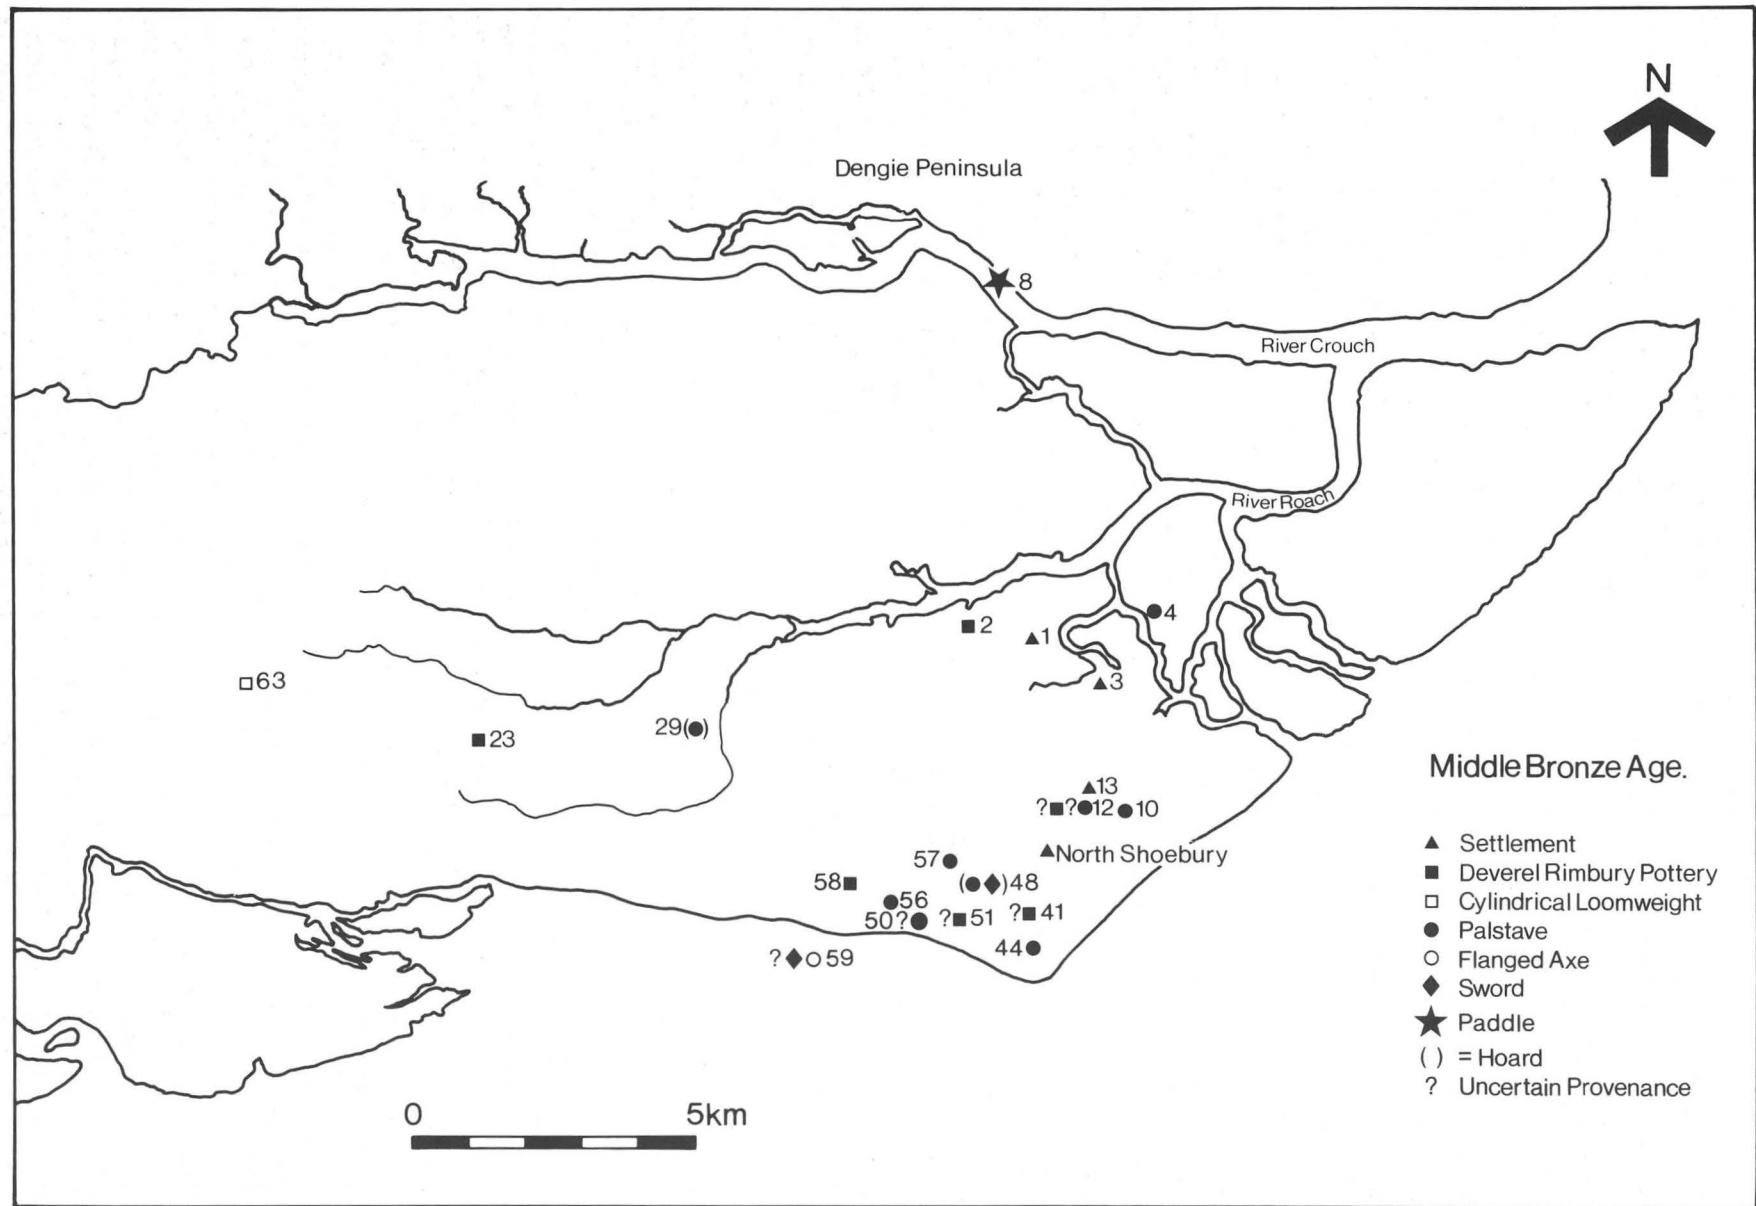 N
Dengie Peninsula
8
River Crouch
River Roach
4
2
1
3
63
29( )
23
13
? ? 12 10
North Shoebury
57
58 ( )48
56
50? ? 51 ? 41
44
? 59
Middle Bronze Age.
Settlement
Deverel Rimbury Pottery
Cylindrical Loomweight
Palstave
Flanged Axe
Sword
Paddle
( ) = Hoard
? Uncertain Provenance
0 5km